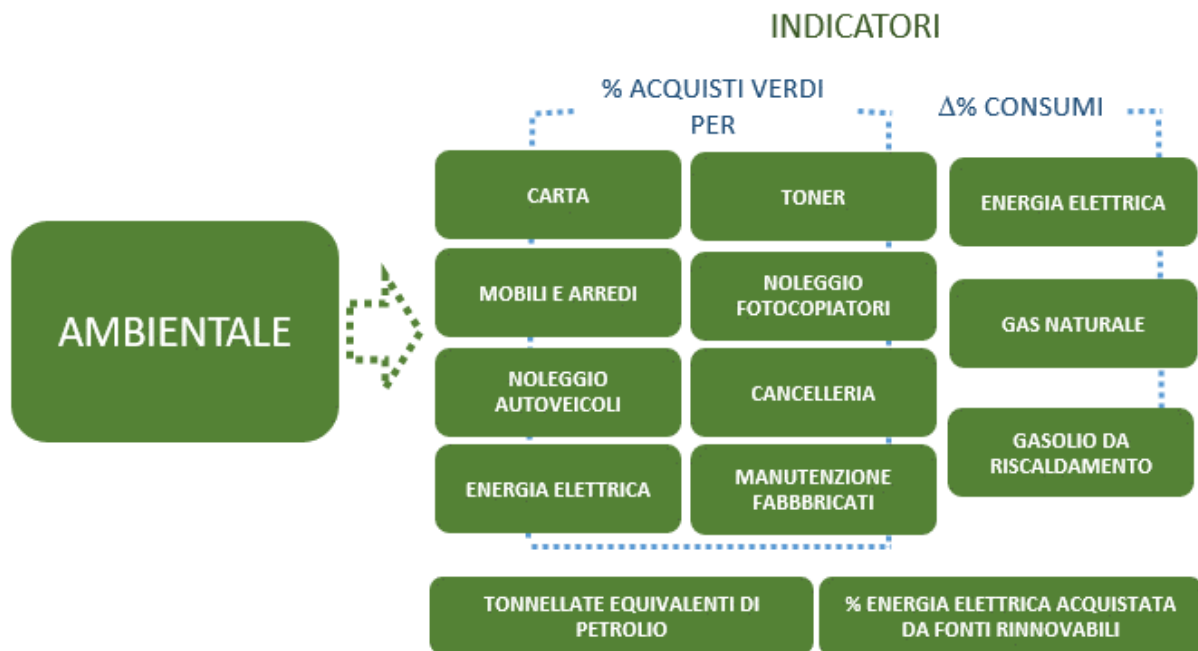 INDICATORI
% ACQUISTI VERDI
PER
∆% CONSUMI
AMBIENTALE
CARTA
TONER
ENERGIA ELETTRICA
MOBILI E ARREDI
NOLEGGIO
FOTOCOPIATORI
GAS NATURALE
NOLEGGIO
AUTOVEICOLI
CANCELLERIA
GASOLIO DA
RISCALDAMENTO
ENERGIA ELETTRICA
MANUTENZIONE
FABBBRICATI
TONNELLATE EQUIVALENTI DI
PETROLIO
% ENERGIA ELETTRICA ACQUISTATA
DA FONTI RINNOVABILI